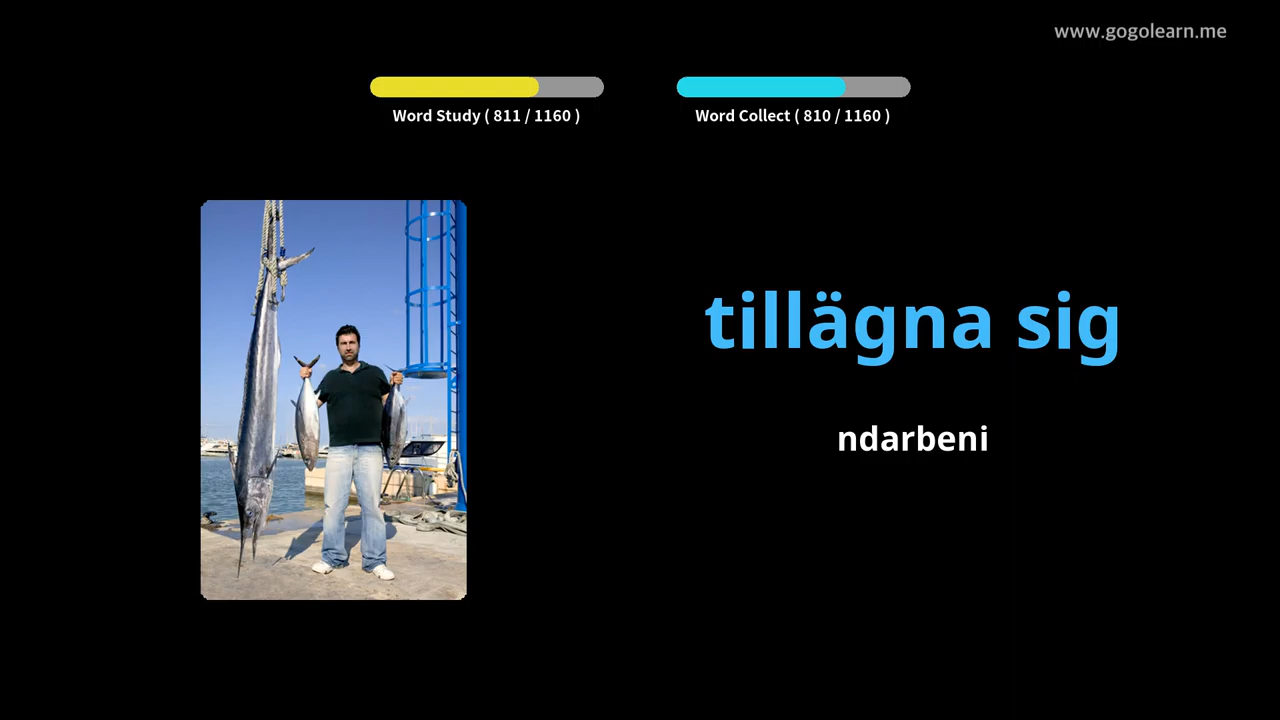 www.gogolearn.me
Word Study ( 811 / 1160 )
Word Collect ( 810 / 1160 )
tillägna sig
ndarbeni